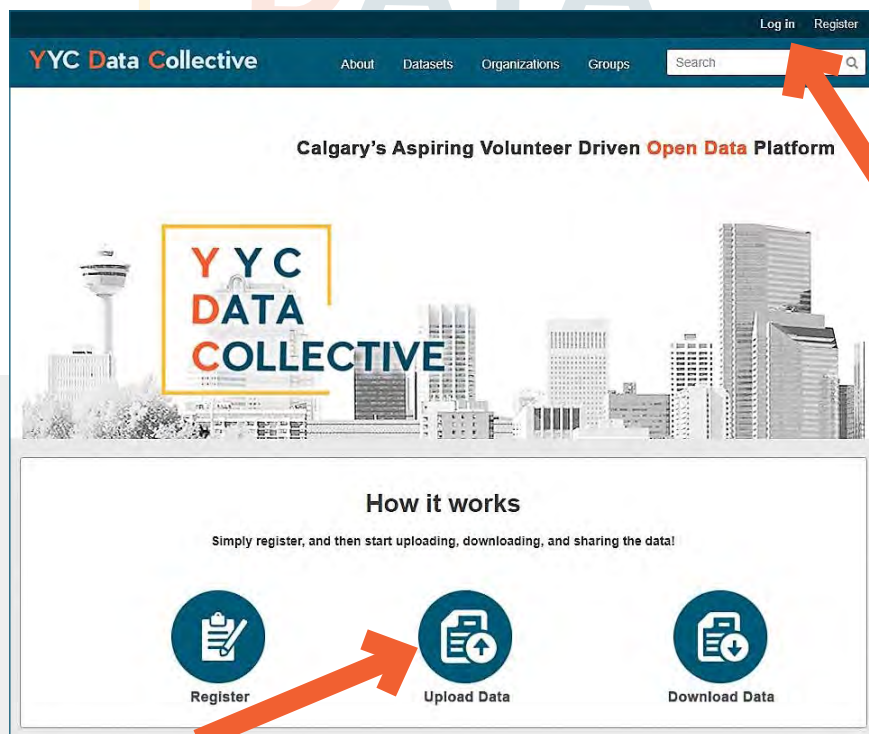 DATA
Log in Register
YYC Data Collective About Datasets Organizations Groups Search
Calgary's Aspiring Volunteer Driven Open Data Platform
Y Y C
DATA
COLLECTIVE
How it works
Simply register, and then start uploading, downloading, and sharing the data!
Register Upload Data Download Data